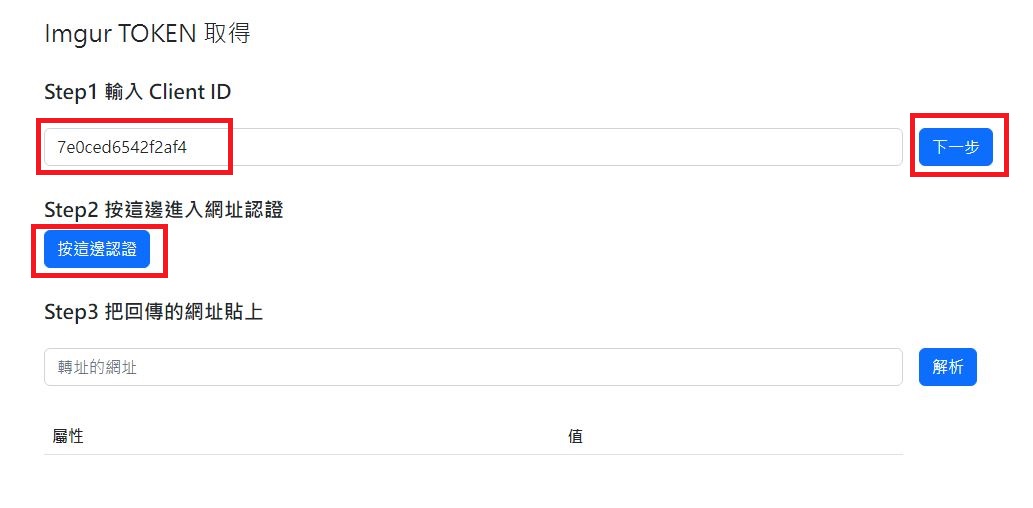 Imgur TOKEN 取得
Step1 輸入 Client ID
7e0ced6542f2af4
下一步
Step2 按這邊進入網址認證
按這邊認證
Step3 把回傳的網址貼上
轉址的網址
解析
屬性
值